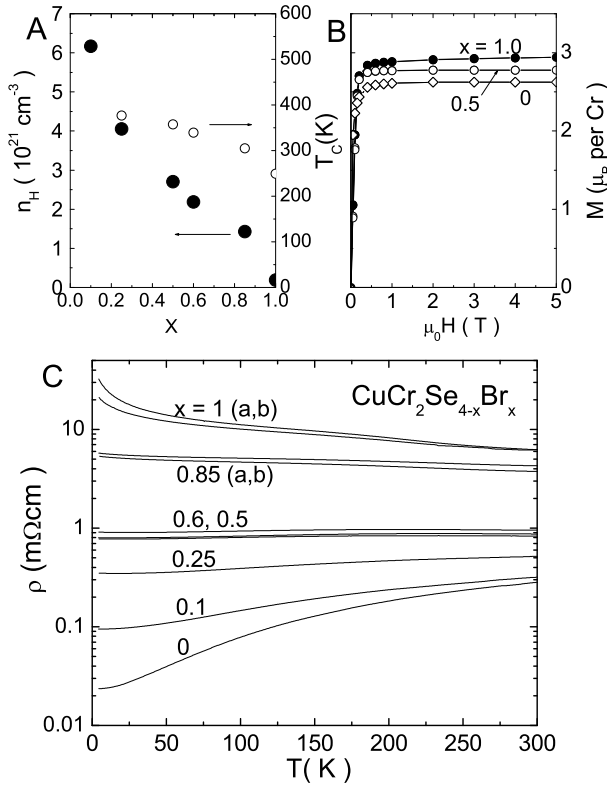 A
7
6
5
4
3
2
1
0
n_H ( 10^21 cm^-3 )
600
500
400
300
200
100
0
T_C(K)
0.0 0.2 0.4 0.6 0.8 1.0
X
B
x = 1.0
0.5
0
3
2
1
0
M (μ_B per Cr)
0 1 2 3 4 5
μ_0H ( T )
C
CuCr_2Se_4-xBr_x
x = 1 (a,b)
0.85 (a,b)
0.6, 0.5
0.25
0.1
0
10
1
0.1
0.01
ρ (mΩcm)
0 50 100 150 200 250 300
T( K )